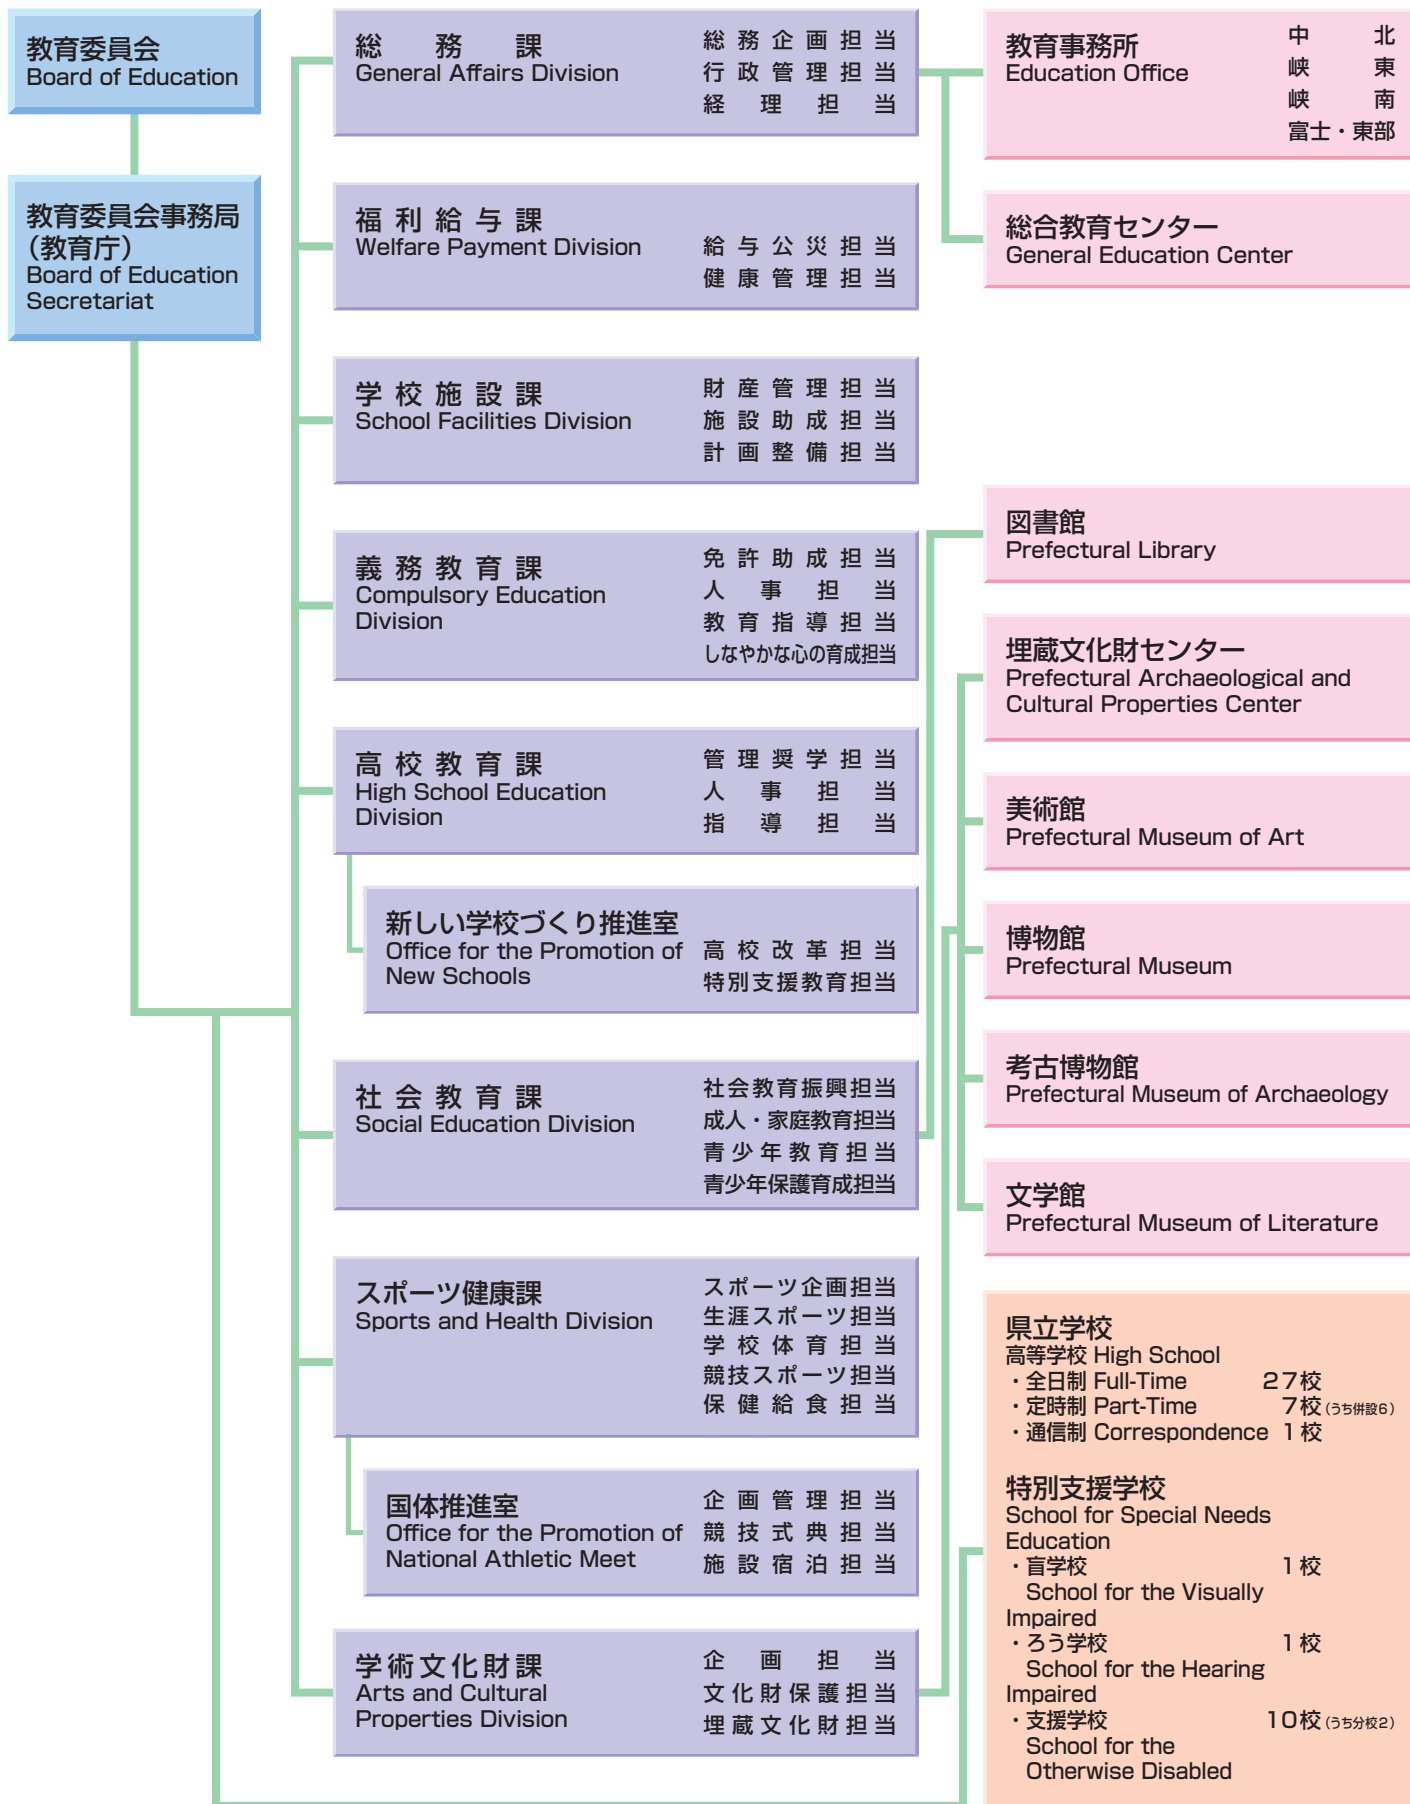 教育委員会
Board of Education
教育委員会事務局
（教育庁）
Board of Education
Secretariat
総務課
General Affairs Division
総務企画担当
行政管理担当
経理担当
福利給与課
Welfare Payment Division
給与公災担当
健康管理担当
学校施設課
School Facilities Division
財産管理担当
施設助成担当
計画整備担当
義務教育課
Compulsory Education
Division
免許助成担当
人事担当
教育指導担当
しなやかな心の育成担当
高校教育課
High School Education
Division
管理奨学担当
人事担当
指導担当
新しい学校づくり推進室
Office for the Promotion of
New Schools
高校改革担当
特別支援教育担当
社会教育課
Social Education Division
社会教育振興担当
成人・家庭教育担当
青少年教育担当
青少年保護育成担当
スポーツ健康課
Sports and Health Division
スポーツ企画担当
生涯スポーツ担当
学校体育担当
競技スポーツ担当
保健給食担当
国体推進室
Office for the Promotion of
National Athletic Meet
企画管理担当
競技式典担当
施設宿泊担当
学術文化財課
Arts and Cultural
Properties Division
企画担当
文化財保護担当
埋蔵文化財担当
教育事務所
Education Office
中北
峡東
峡南
富士・東部
総合教育センター
General Education Center
図書館
Prefectural Library
埋蔵文化財センター
Prefectural Archaeological and
Cultural Properties Center
美術館
Prefectural Museum of Art
博物館
Prefectural Museum
考古博物館
Prefectural Museum of Archaeology
文学館
Prefectural Museum of Literature
県立学校
高等学校 High School
・全日制 Full-Time 27校
・定時制 Part-Time 7校（うち併設6）
・通信制 Correspondence 1校
特別支援学校
School for Special Needs
Education
・盲学校 1校
School for the Visually
Impaired
・ろう学校 1校
School for the Hearing
Impaired
・支援学校 10校（うち分校2）
School for the
Otherwise Disabled